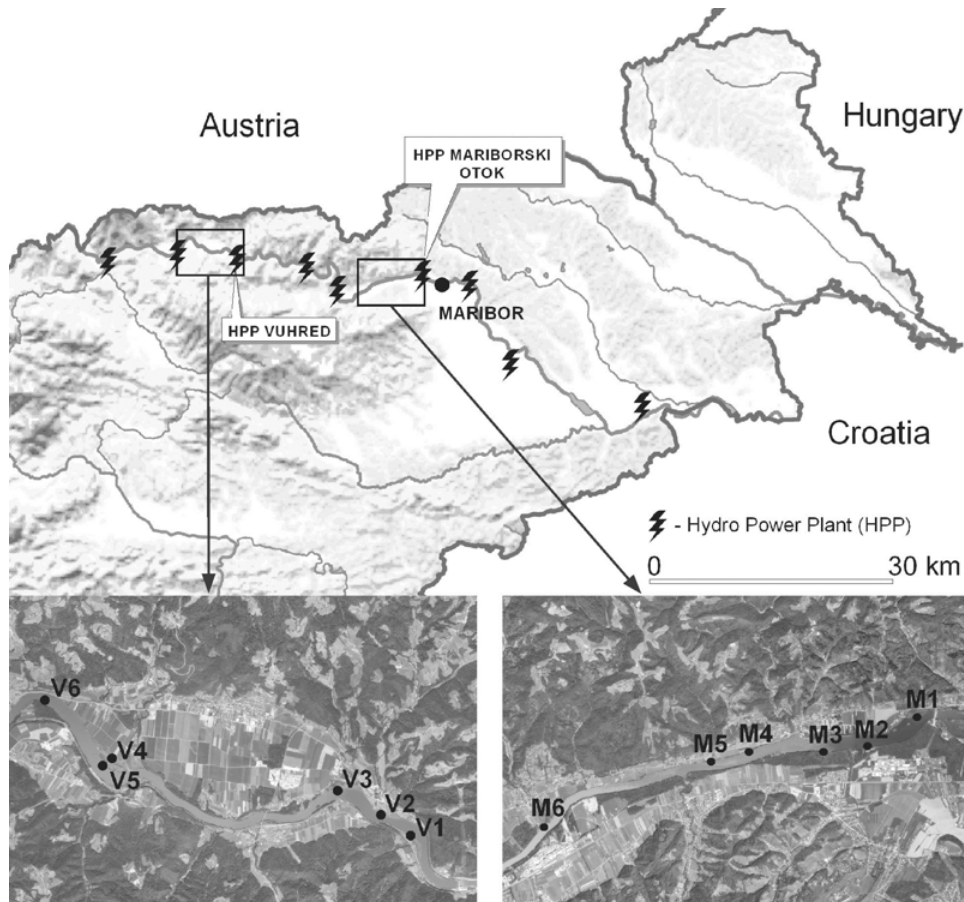 Austria
Hungary
HPP MARIBORSKI
OTOK
MARIBOR
HPP VUHRED
Croatia
- Hydro Power Plant (HPP)
0 30 km
V6
V4
V5
V3
V2
V1
M1
M2
M3
M4
M5
M6